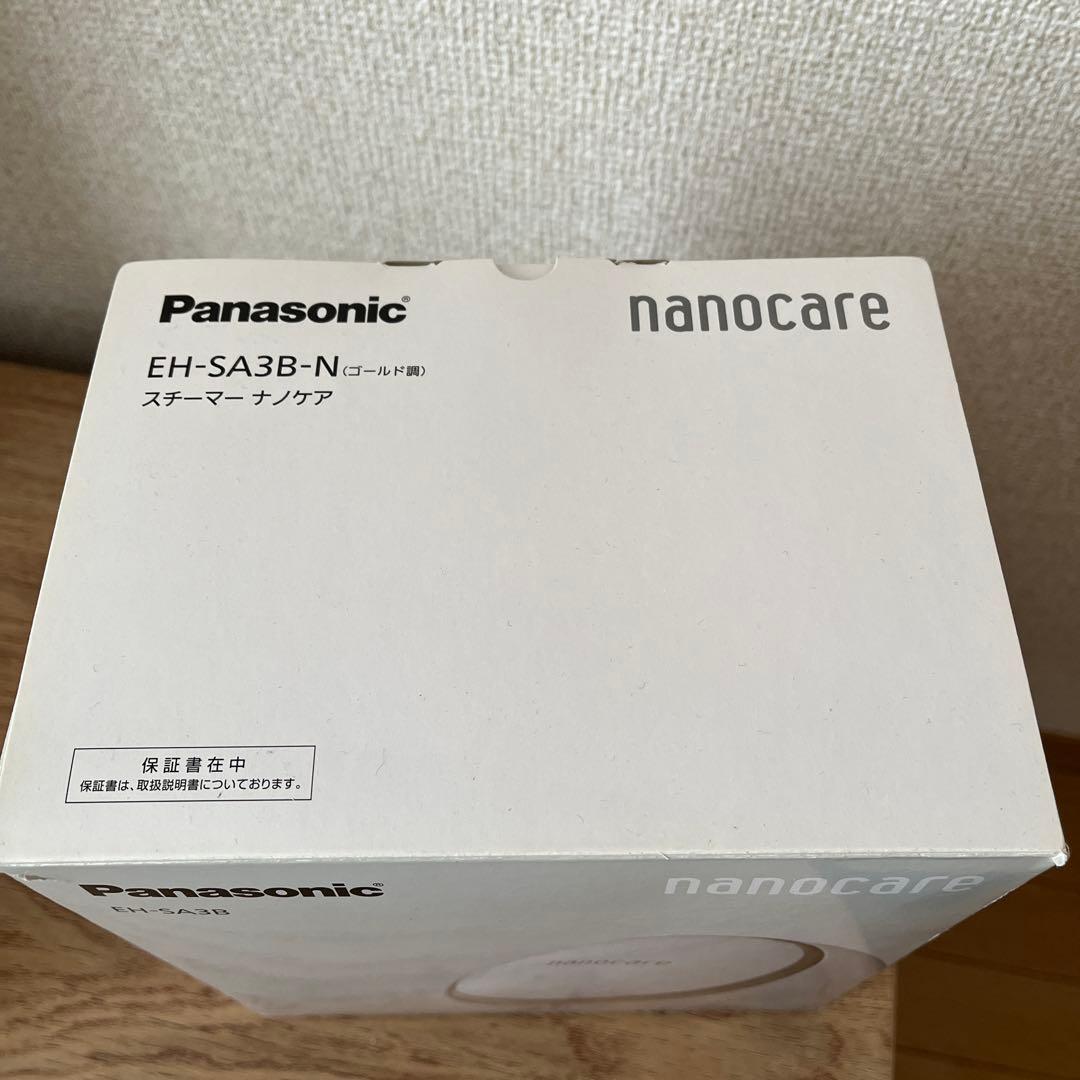 Panasonic®
nanocare
EH-SA3B-N(ゴールド調)
スチーマー ナノケア
保証書在中
保証書は、取扱説明書についております。
Panasonic®
nanocare
EH-SA3B
nanocare